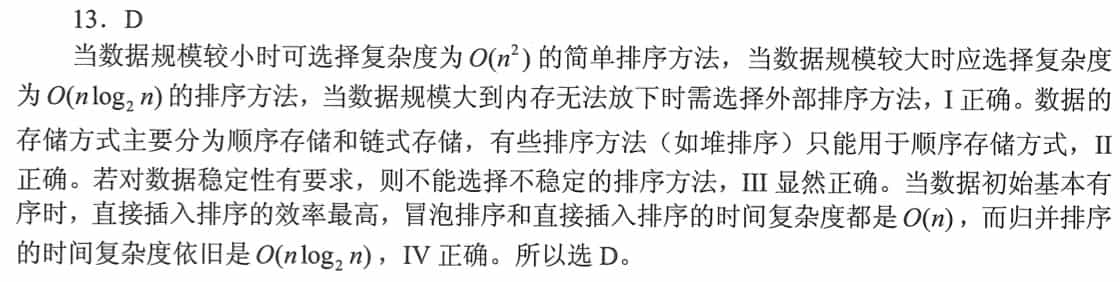 13．D
当数据规模较小时可选择复杂度为 O(n²) 的简单排序方法，当数据规模较大时应选择复杂度
为 O(n log₂ n) 的排序方法，当数据规模大到内存无法放下时需选择外部排序方法，I 正确。数据的
存储方式主要分为顺序存储和链式存储，有些排序方法（如堆排序）只能用于顺序存储方式，II
正确。若对数据稳定性有要求，则不能选择不稳定的排序方法，III 显然正确。当数据初始基本有
序时，直接插入排序的效率最高，冒泡排序和直接插入排序的时间复杂度都是 O(n)，而归并排序
的时间复杂度依旧是 O(n log₂ n)，IV 正确。所以选 D。